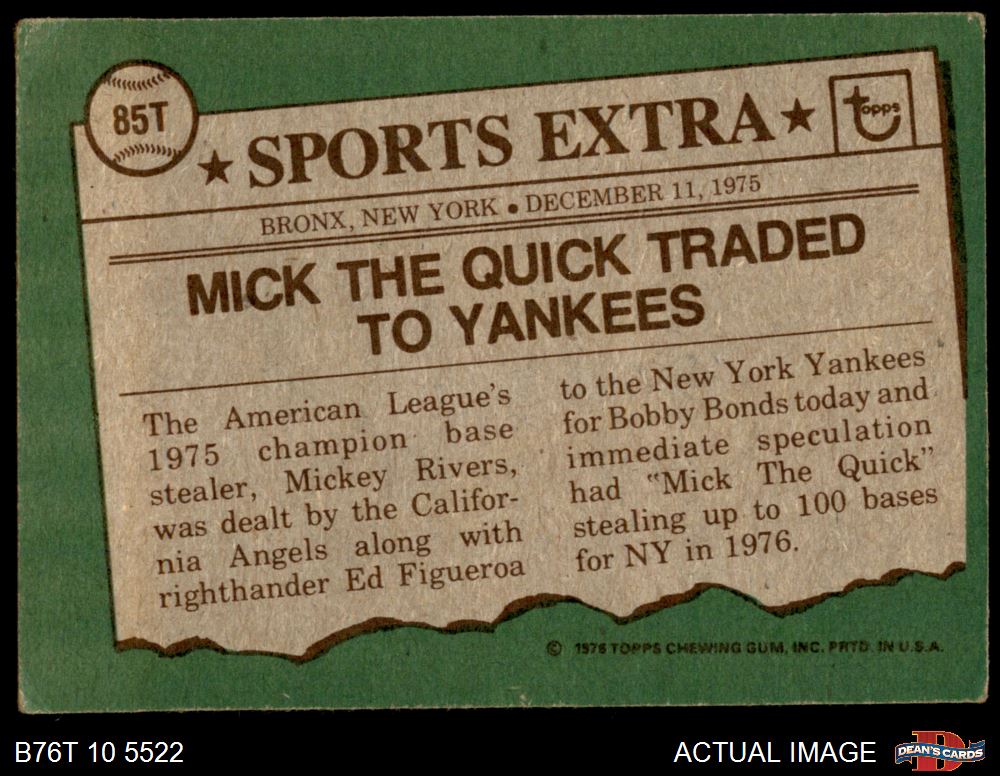 85T
★ SPORTS EXTRA ★
topps
BRONX, NEW YORK • DECEMBER 11, 1975
MICK THE QUICK TRADED
TO YANKEES
The American League's
1975 champion base
stealer, Mickey Rivers,
was dealt by the Califor-
nia Angels along with
righthander Ed Figueroa
to the New York Yankees
for Bobby Bonds today and
immediate speculation
had "Mick The Quick"
stealing up to 100 bases
for NY in 1976.
© 1976 TOPPS CHEWING GUM, INC. PRTD. IN U.S.A.
B76T 10 5522
ACTUAL IMAGE
D
DEAN'S CARDS